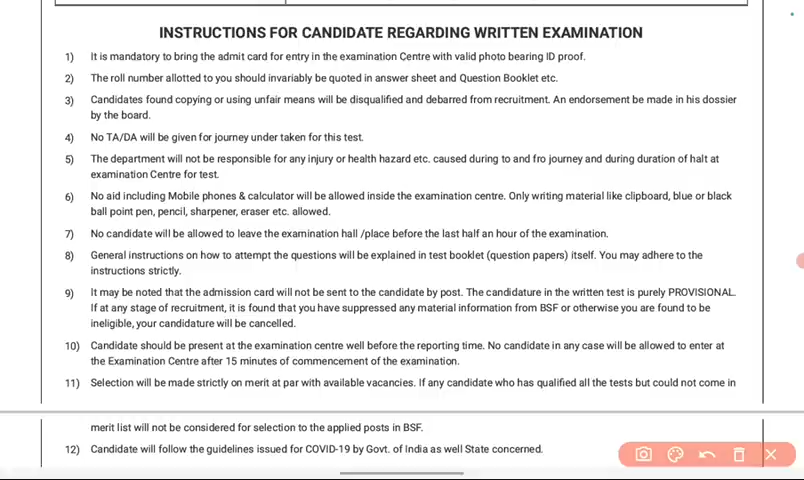 INSTRUCTIONS FOR CANDIDATE REGARDING WRITTEN EXAMINATION
1) It is mandatory to bring the admit card for entry in the examination Centre with valid photo bearing ID proof.
2) The roll number allotted to you should invariably be quoted in answer sheet and Question Booklet etc.
3) Candidates found copying or using unfair means will be disqualified and debarred from recruitment. An endorsement be made in his dossier
by the board.
4) No TA/DA will be given for journey under taken for this test.
5) The department will not be responsible for any injury or health hazard etc. caused during to and fro journey and during duration of halt at
examination Centre for test.
6) No aid including Mobile phones & calculator will be allowed inside the examination centre. Only writing material like clipboard, blue or black
ball point pen, pencil, sharpener, eraser etc. allowed.
7) No candidate will be allowed to leave the examination hall /place before the last half an hour of the examination.
8) General instructions on how to attempt the questions will be explained in test booklet (question papers) itself. You may adhere to the
instructions strictly.
9) It may be noted that the admission card will not be sent to the candidate by post. The candidature in the written test is purely PROVISIONAL.
If at any stage of recruitment, it is found that you have suppressed any material information from BSF or otherwise you are found to be
ineligible, your candidature will be cancelled.
10) Candidate should be present at the examination centre well before the reporting time. No candidate in any case will be allowed to enter at
the Examination Centre after 15 minutes of commencement of the examination.
11) Selection will be made strictly on merit at par with available vacancies. If any candidate who has qualified all the tests but could not come in
merit list will not be considered for selection to the applied posts in BSF.
12) Candidate will follow the guidelines issued for COVID-19 by Govt. of India as well State concerned.